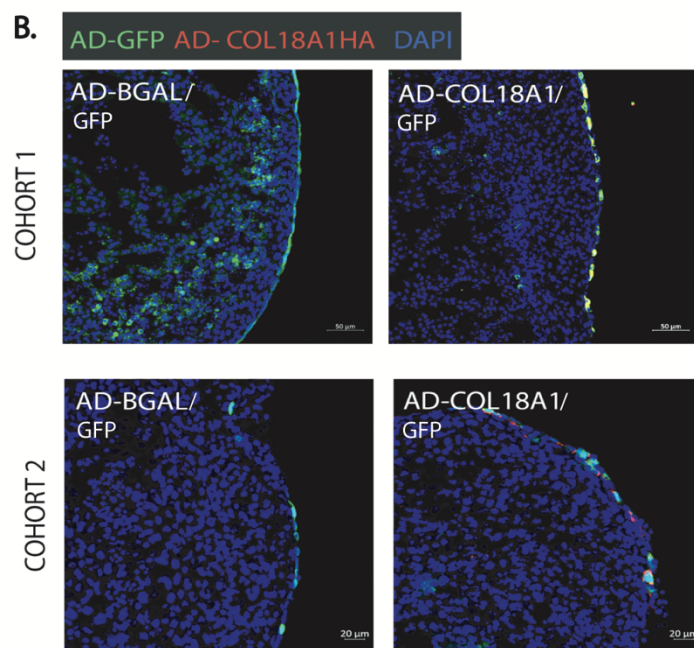 B.
AD-GFP AD- COL18A1HA DAPI
COHORT 1
AD-BGAL/
GFP
50 µm
AD-COL18A1/
GFP
50 µm
COHORT 2
AD-BGAL/
GFP
20 µm
AD-COL18A1/
GFP
20 µm